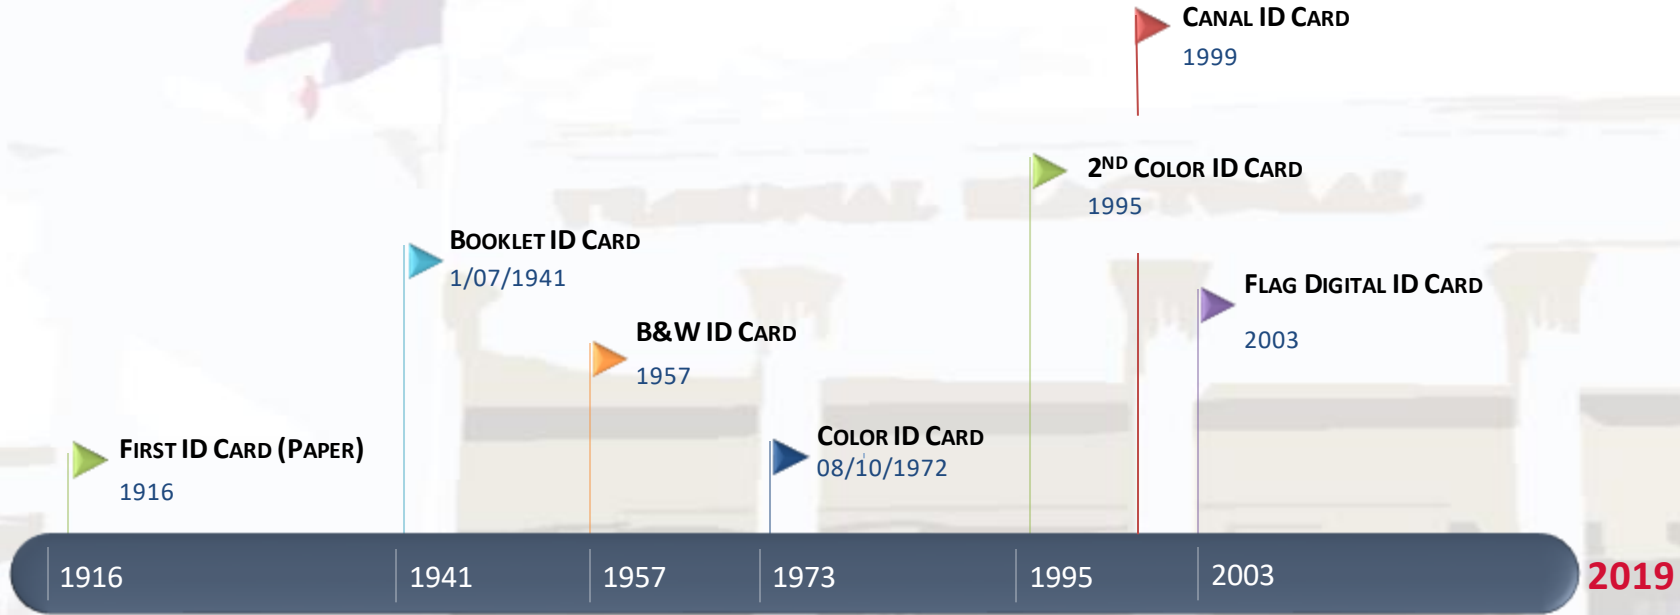 CANAL ID CARD
1999
2ND COLOR ID CARD
1995
BOOKLET ID CARD
1/07/1941
FLAG DIGITAL ID CARD
2003
B&W ID CARD
1957
COLOR ID CARD
08/10/1972
FIRST ID CARD (PAPER)
1916
1916
1941
1957
1973
1995
2003
2019